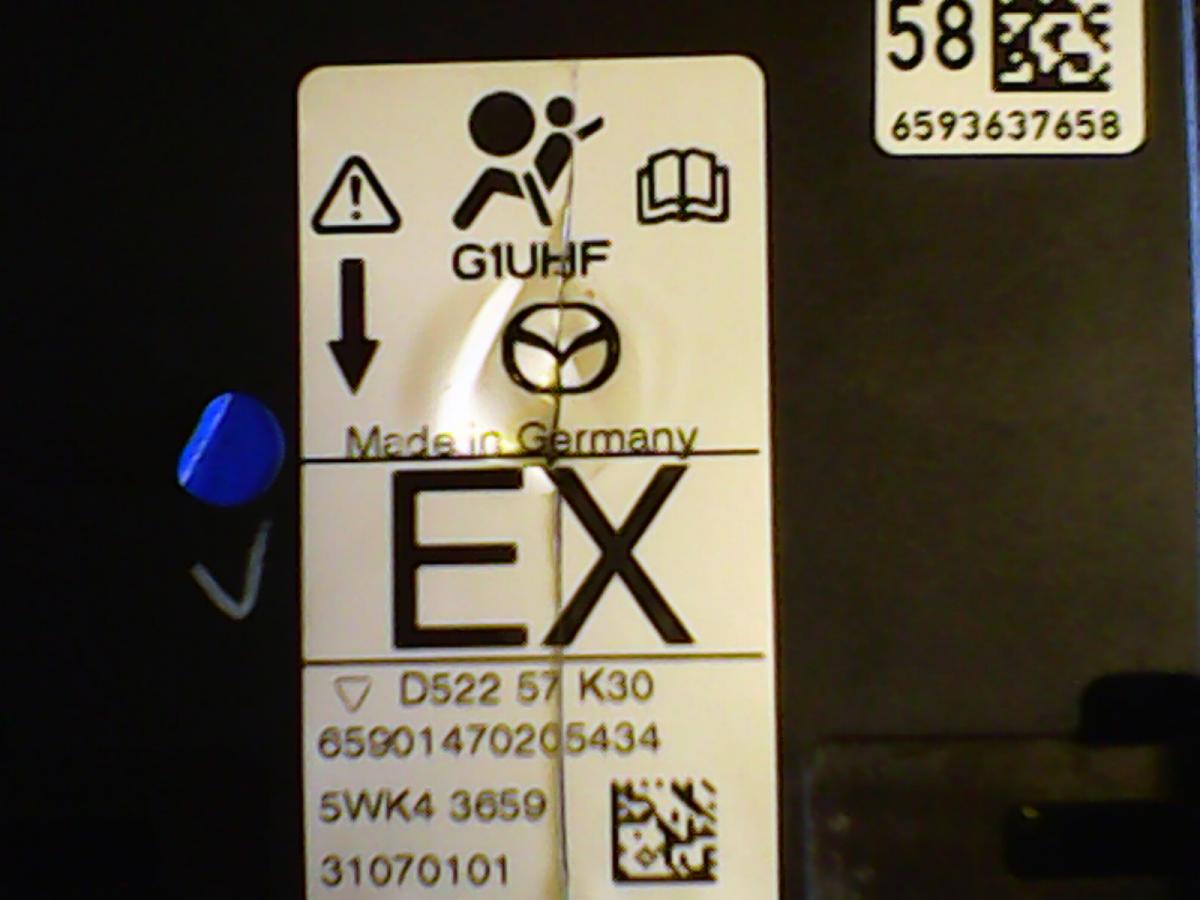 58
6593637658
G1UHF
Made in Germany
EX
D522 57 K30
65901470205434
5WK4 3659
31070101